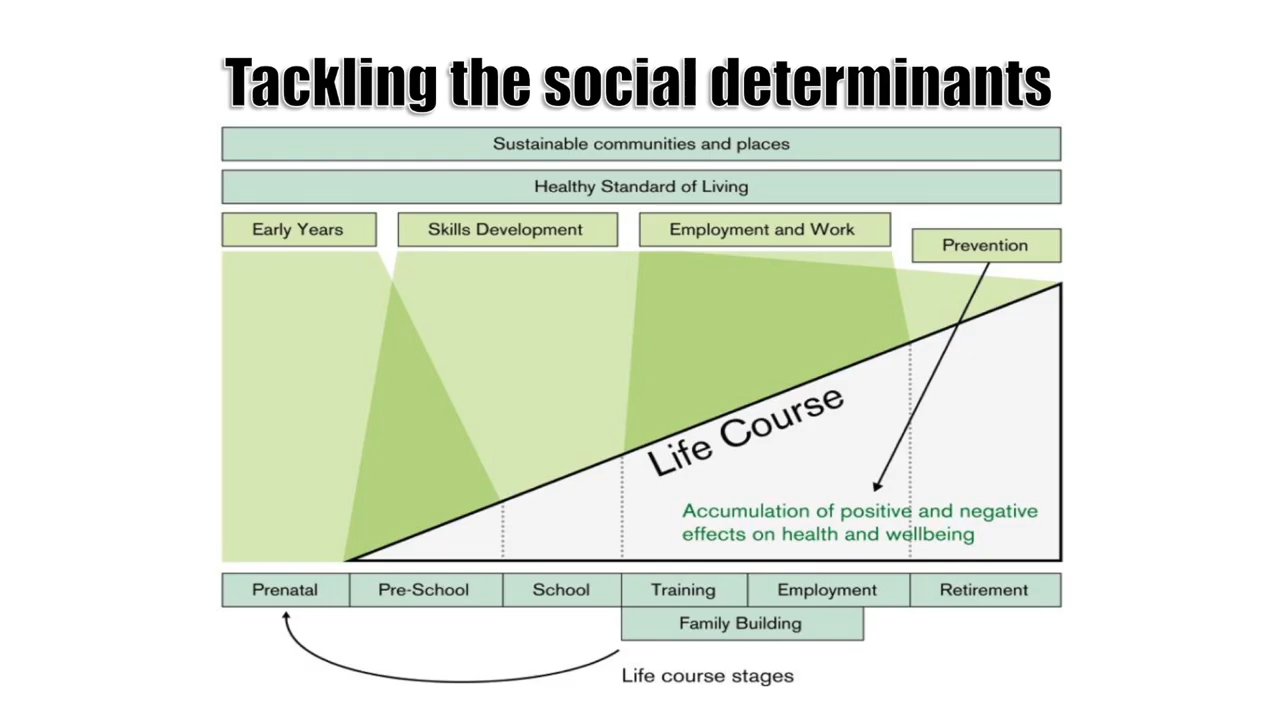 Tackling the social determinants
Sustainable communities and places
Healthy Standard of Living
Early Years
Skills Development
Employment and Work
Prevention
Life Course
Accumulation of positive and negative
effects on health and wellbeing
Prenatal
Pre-School
School
Training
Employment
Retirement
Family Building
Life course stages